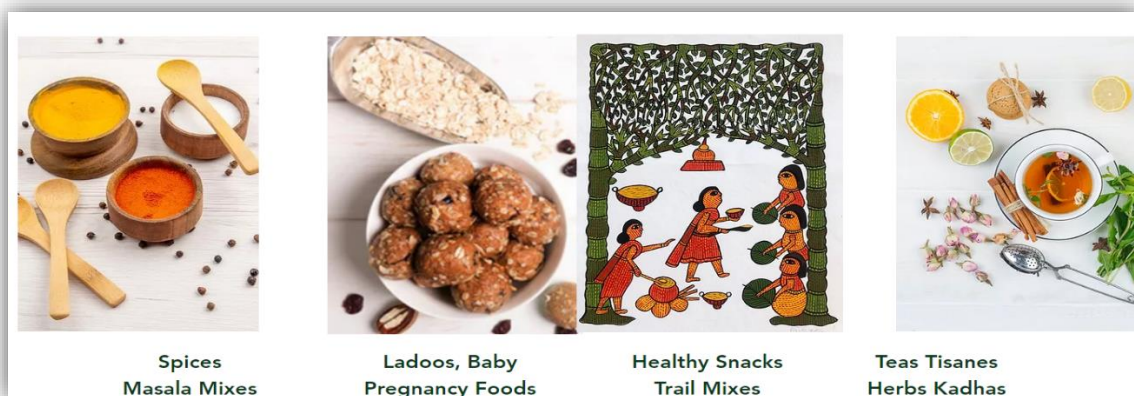 Spices
Masala Mixes
Ladoos, Baby
Pregnancy Foods
Healthy Snacks
Trail Mixes
Teas Tisanes
Herbs Kadhas